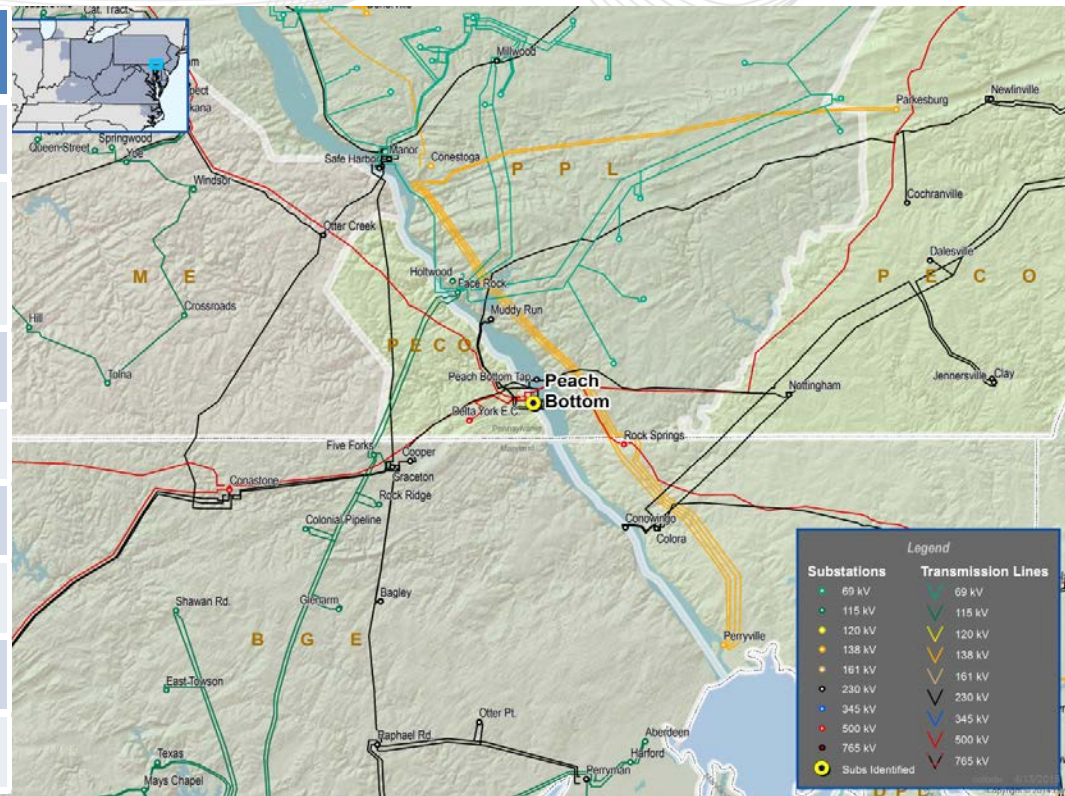 Cat. Tract
Millwood
Parkesburg
Newlinville
Springwood
Queen-Street
Yoe
Windsor
Safe Harbor
Manor
Conestoga
P P L
Cochranville
Otter Creek
Dalesville
M E
P E C O
Holtwood
Face Rock
Crossroads
Muddy Run
Hill
P E C O
Tolna
Peach Bottom Tap
Peach
Bottom
Jennersville
Clay
Nottingham
Delta York E.C.
Pennsylvania
Maryland
Rock Springs
Five Forks
Cooper
Graceton
Conastone
Rock Ridge
Colonial Pipeline
Conowingo
Colora
Bagley
Glenarm
Shawan Rd.
B G E
Perryville
East-Towson
Otter Pt.
Raphael Rd.
Aberdeen
Harford
Texas
Perryman
Mays Chapel
D P L
Legend
Substations
69 kV
115 kV
120 kV
138 kV
161 kV
230 kV
345 kV
500 kV
765 kV
Subs Identified
Transmission Lines
69 kV
115 kV
120 kV
138 kV
161 kV
230 kV
345 kV
500 kV
765 kV